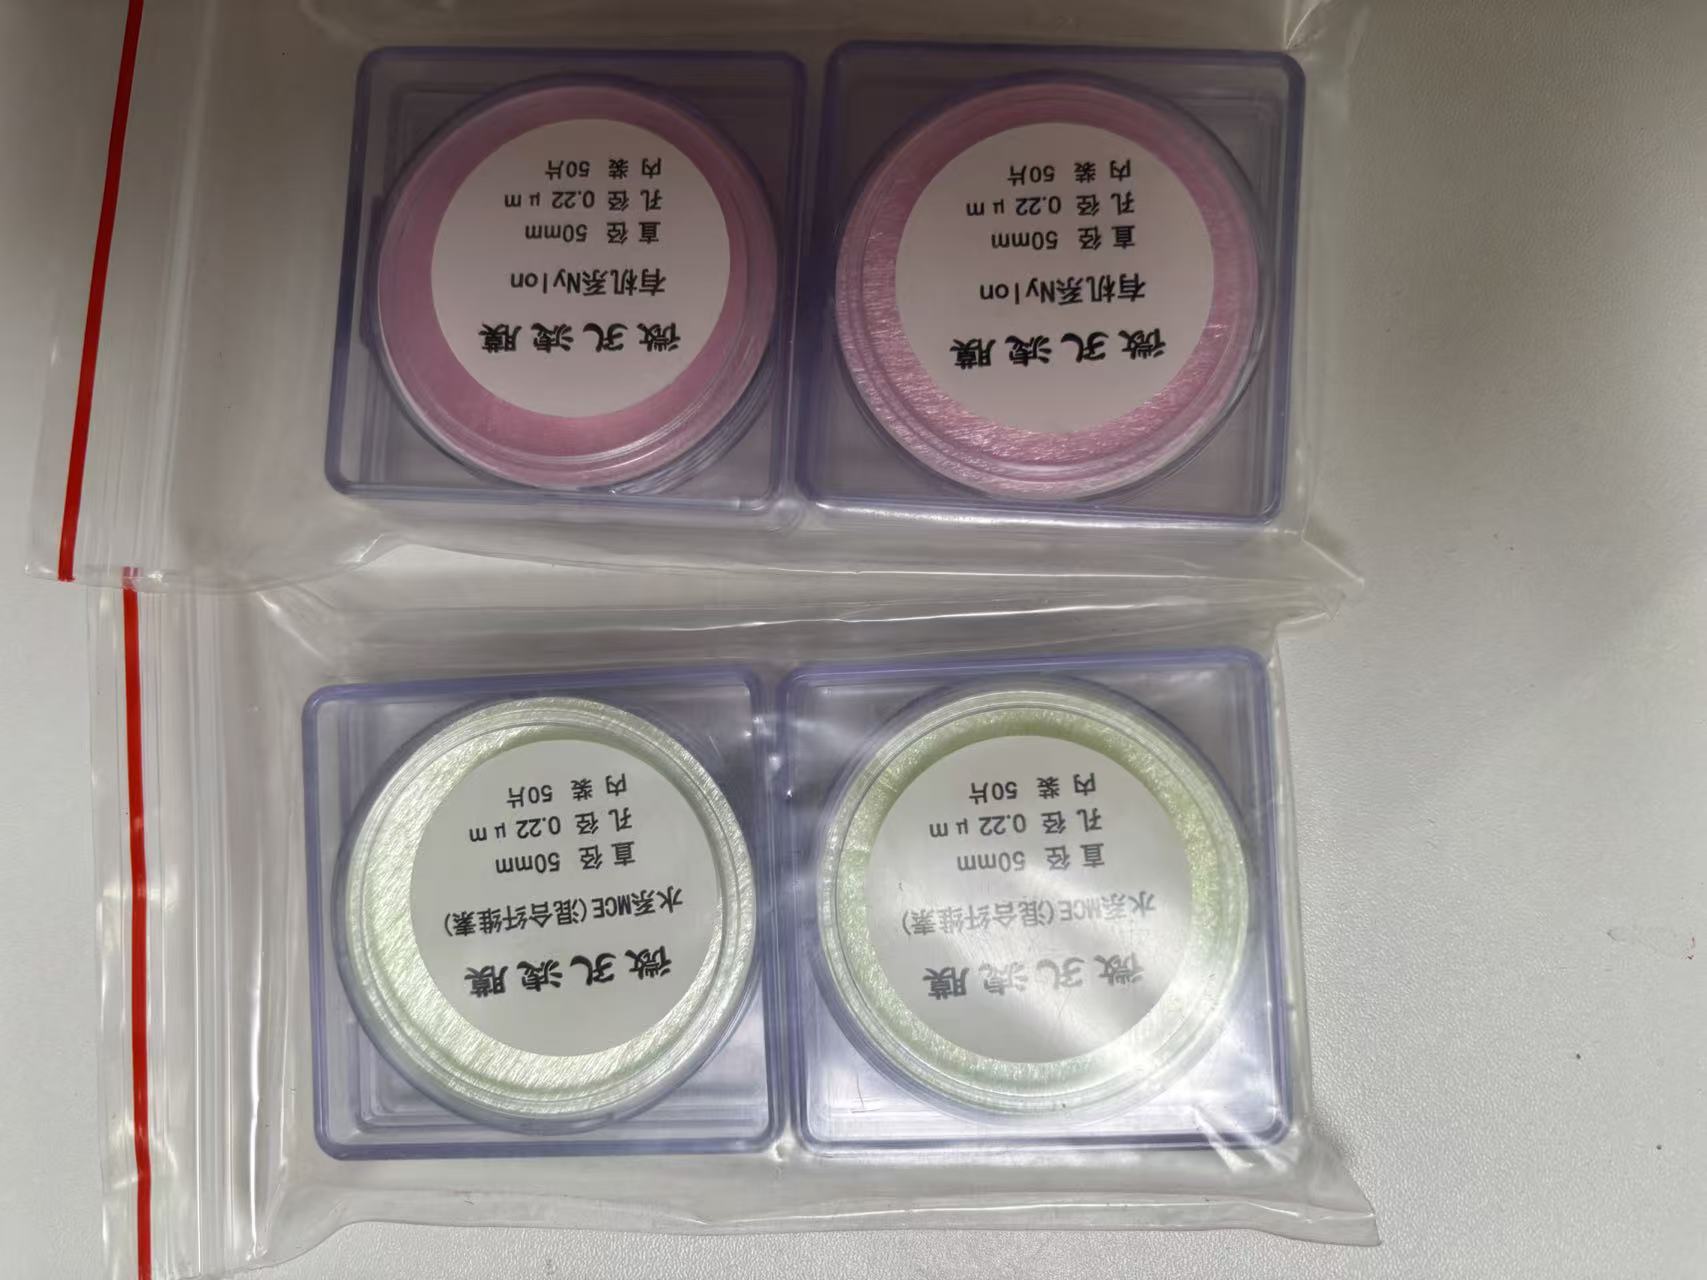 微孔滤膜
水系MCE(混合纤维素)
直径 50mm
孔径 0.22μm
内装 50片
微孔滤膜
水系MCE(混合纤维素)
直径 50mm
孔径 0.22μm
内装 50片
微孔滤膜
有机系Nylon
直径 50mm
孔径 0.22μm
内装 50片
微孔滤膜
有机系Nylon
直径 50mm
孔径 0.22μm
内装 50片